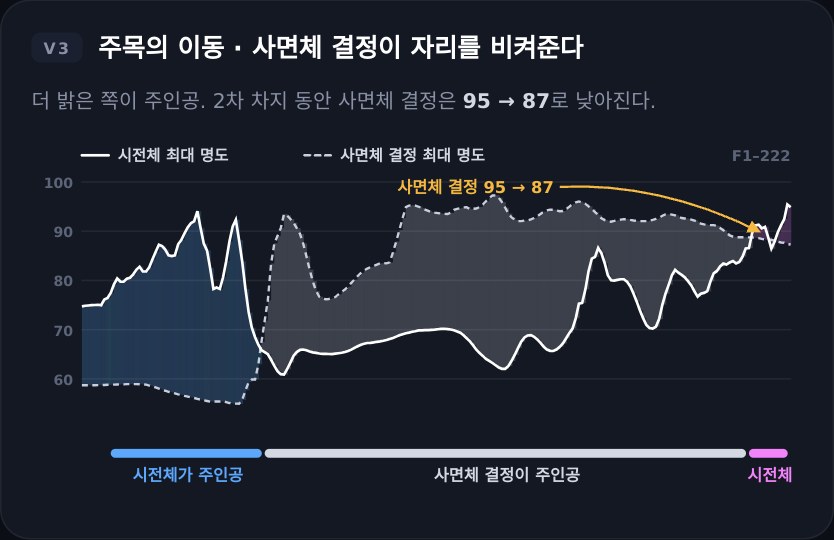 V3 주목의 이동 · 사면체 결정이 자리를 비켜준다
더 밝은 쪽이 주인공. 2차 차지 동안 사면체 결정은 95 → 87로 낮아진다.
시전체 최대 명도 사면체 결정 최대 명도 F1–222
사면체 결정 95 → 87
100
90
80
70
60
시전체가 주인공 사면체 결정이 주인공 시전체